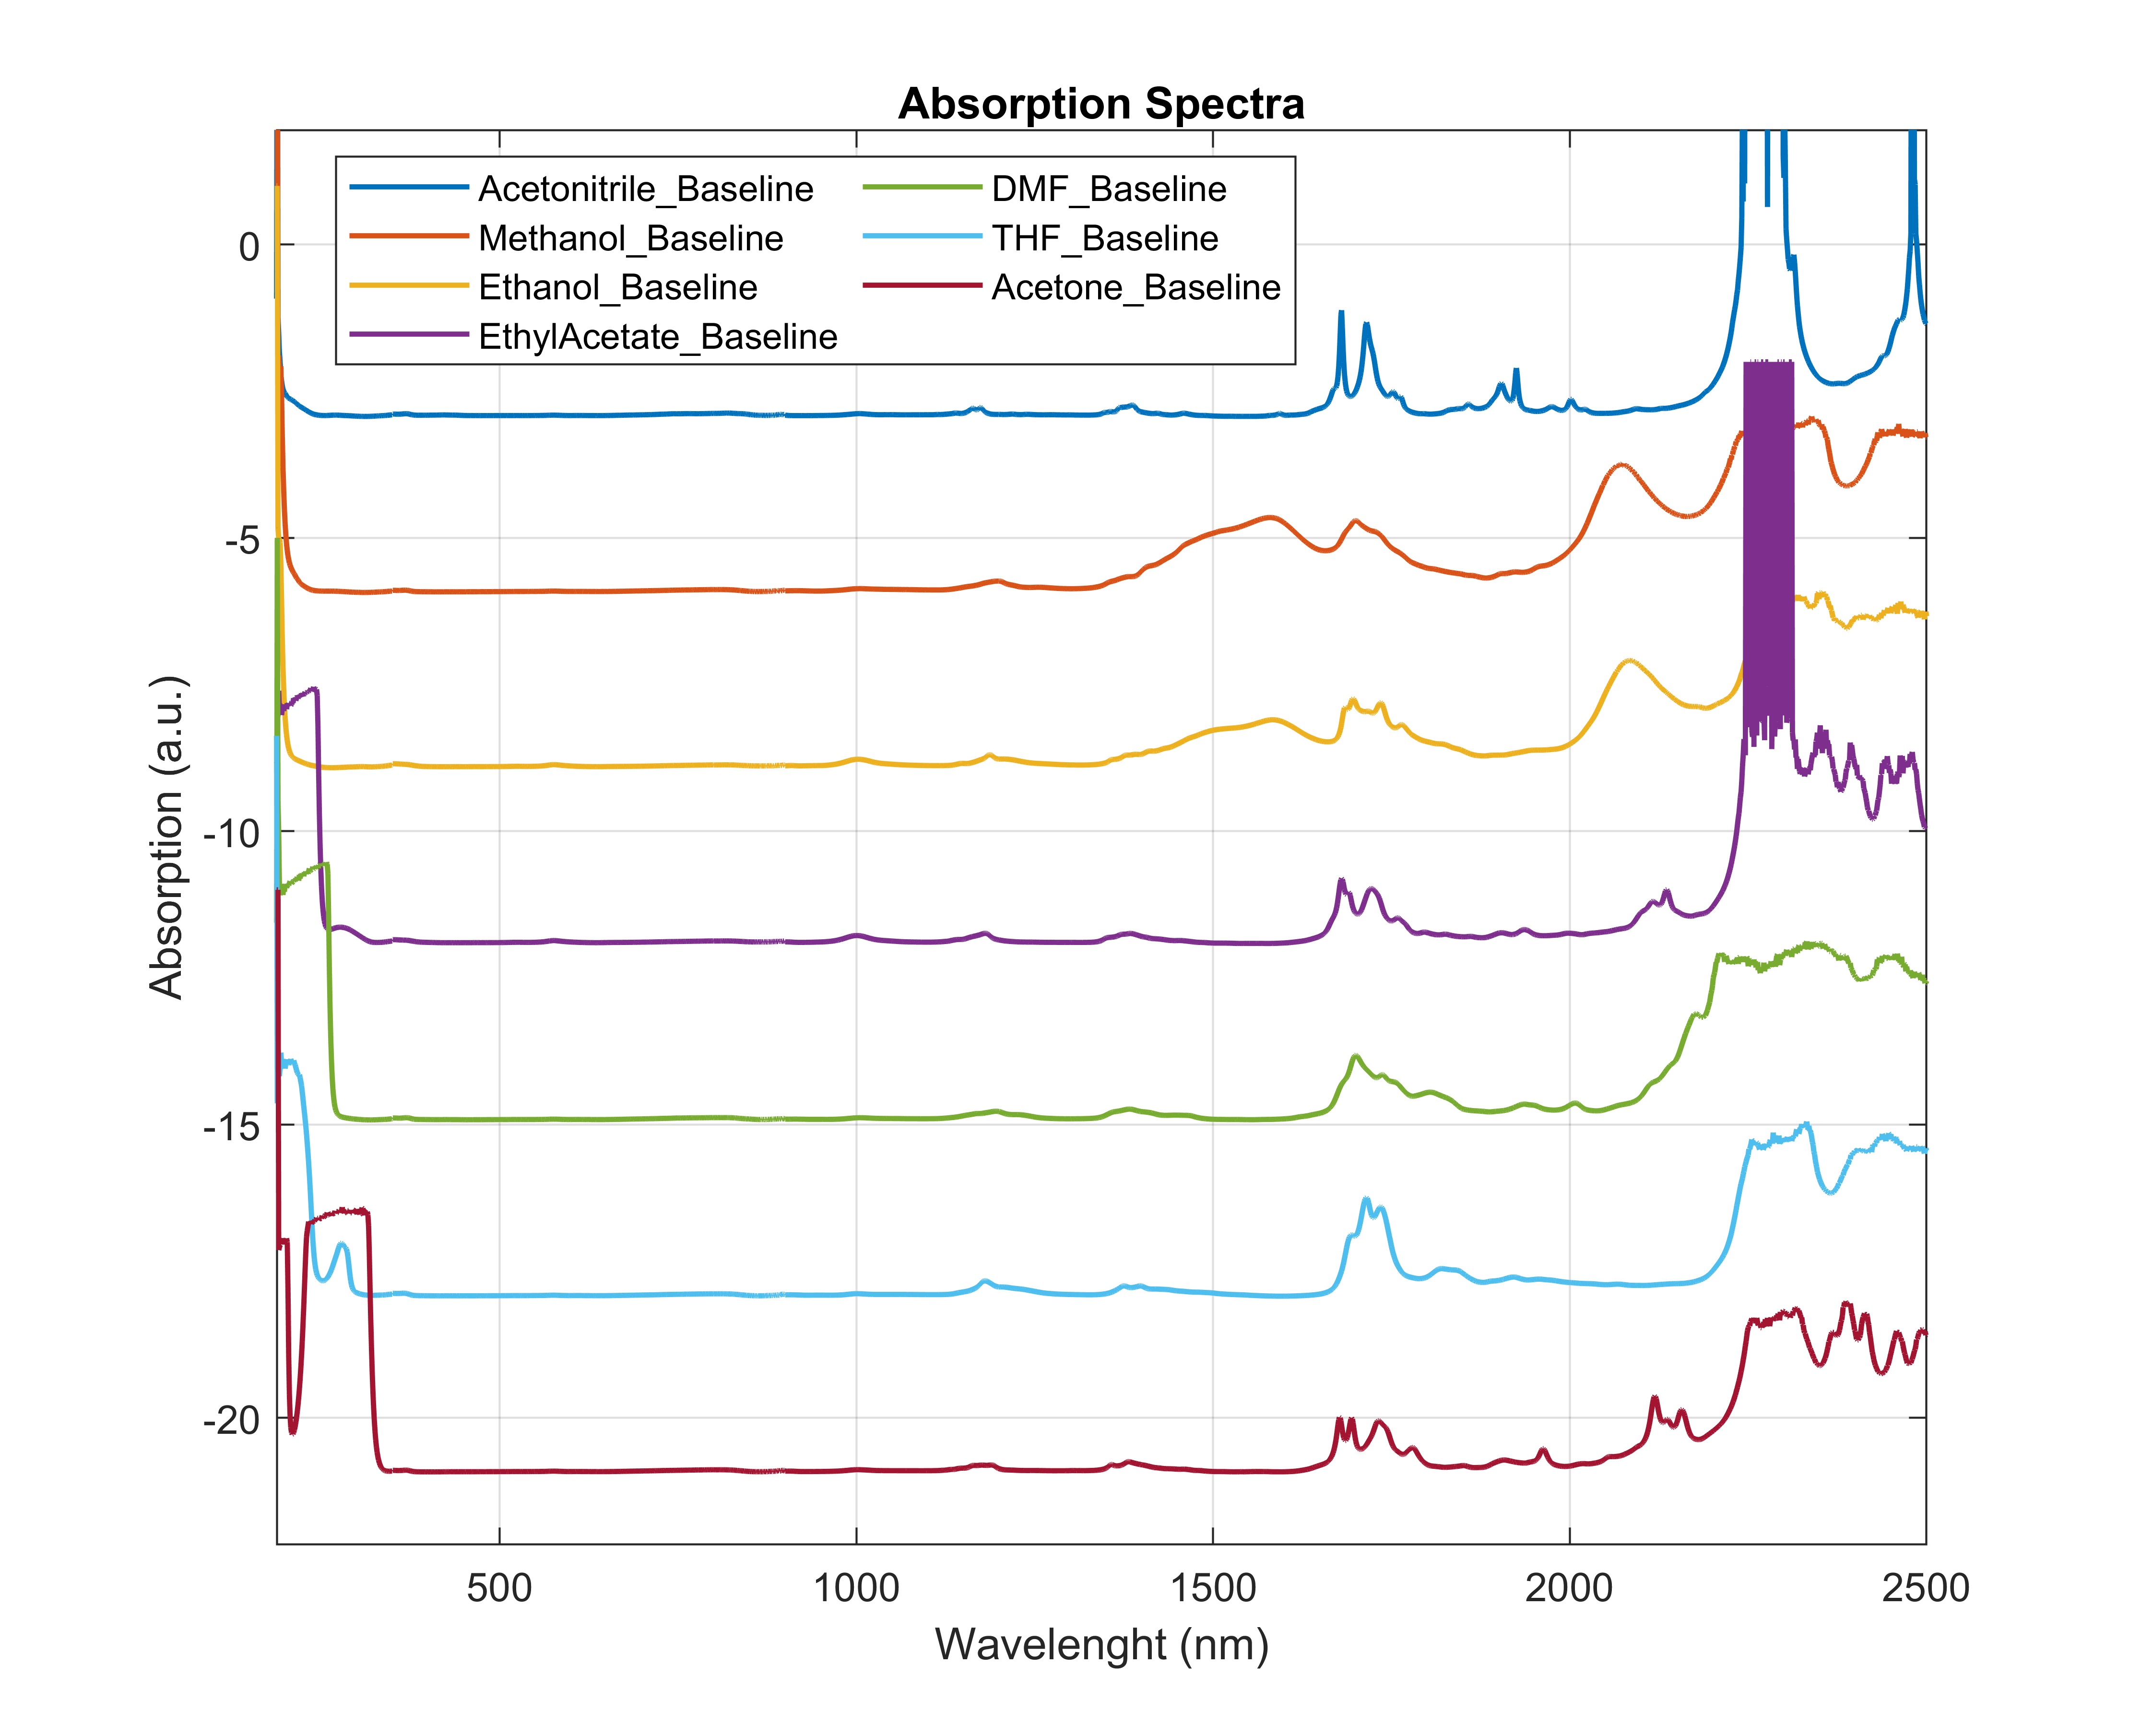 Absorption Spectra
Acetonitrile_Baseline
Methanol_Baseline
Ethanol_Baseline
EthylAcetate_Baseline
DMF_Baseline
THF_Baseline
Acetone_Baseline
Absorption (a.u.)
0
-5
-10
-15
-20
500 1000 1500 2000 2500
Wavelenght (nm)